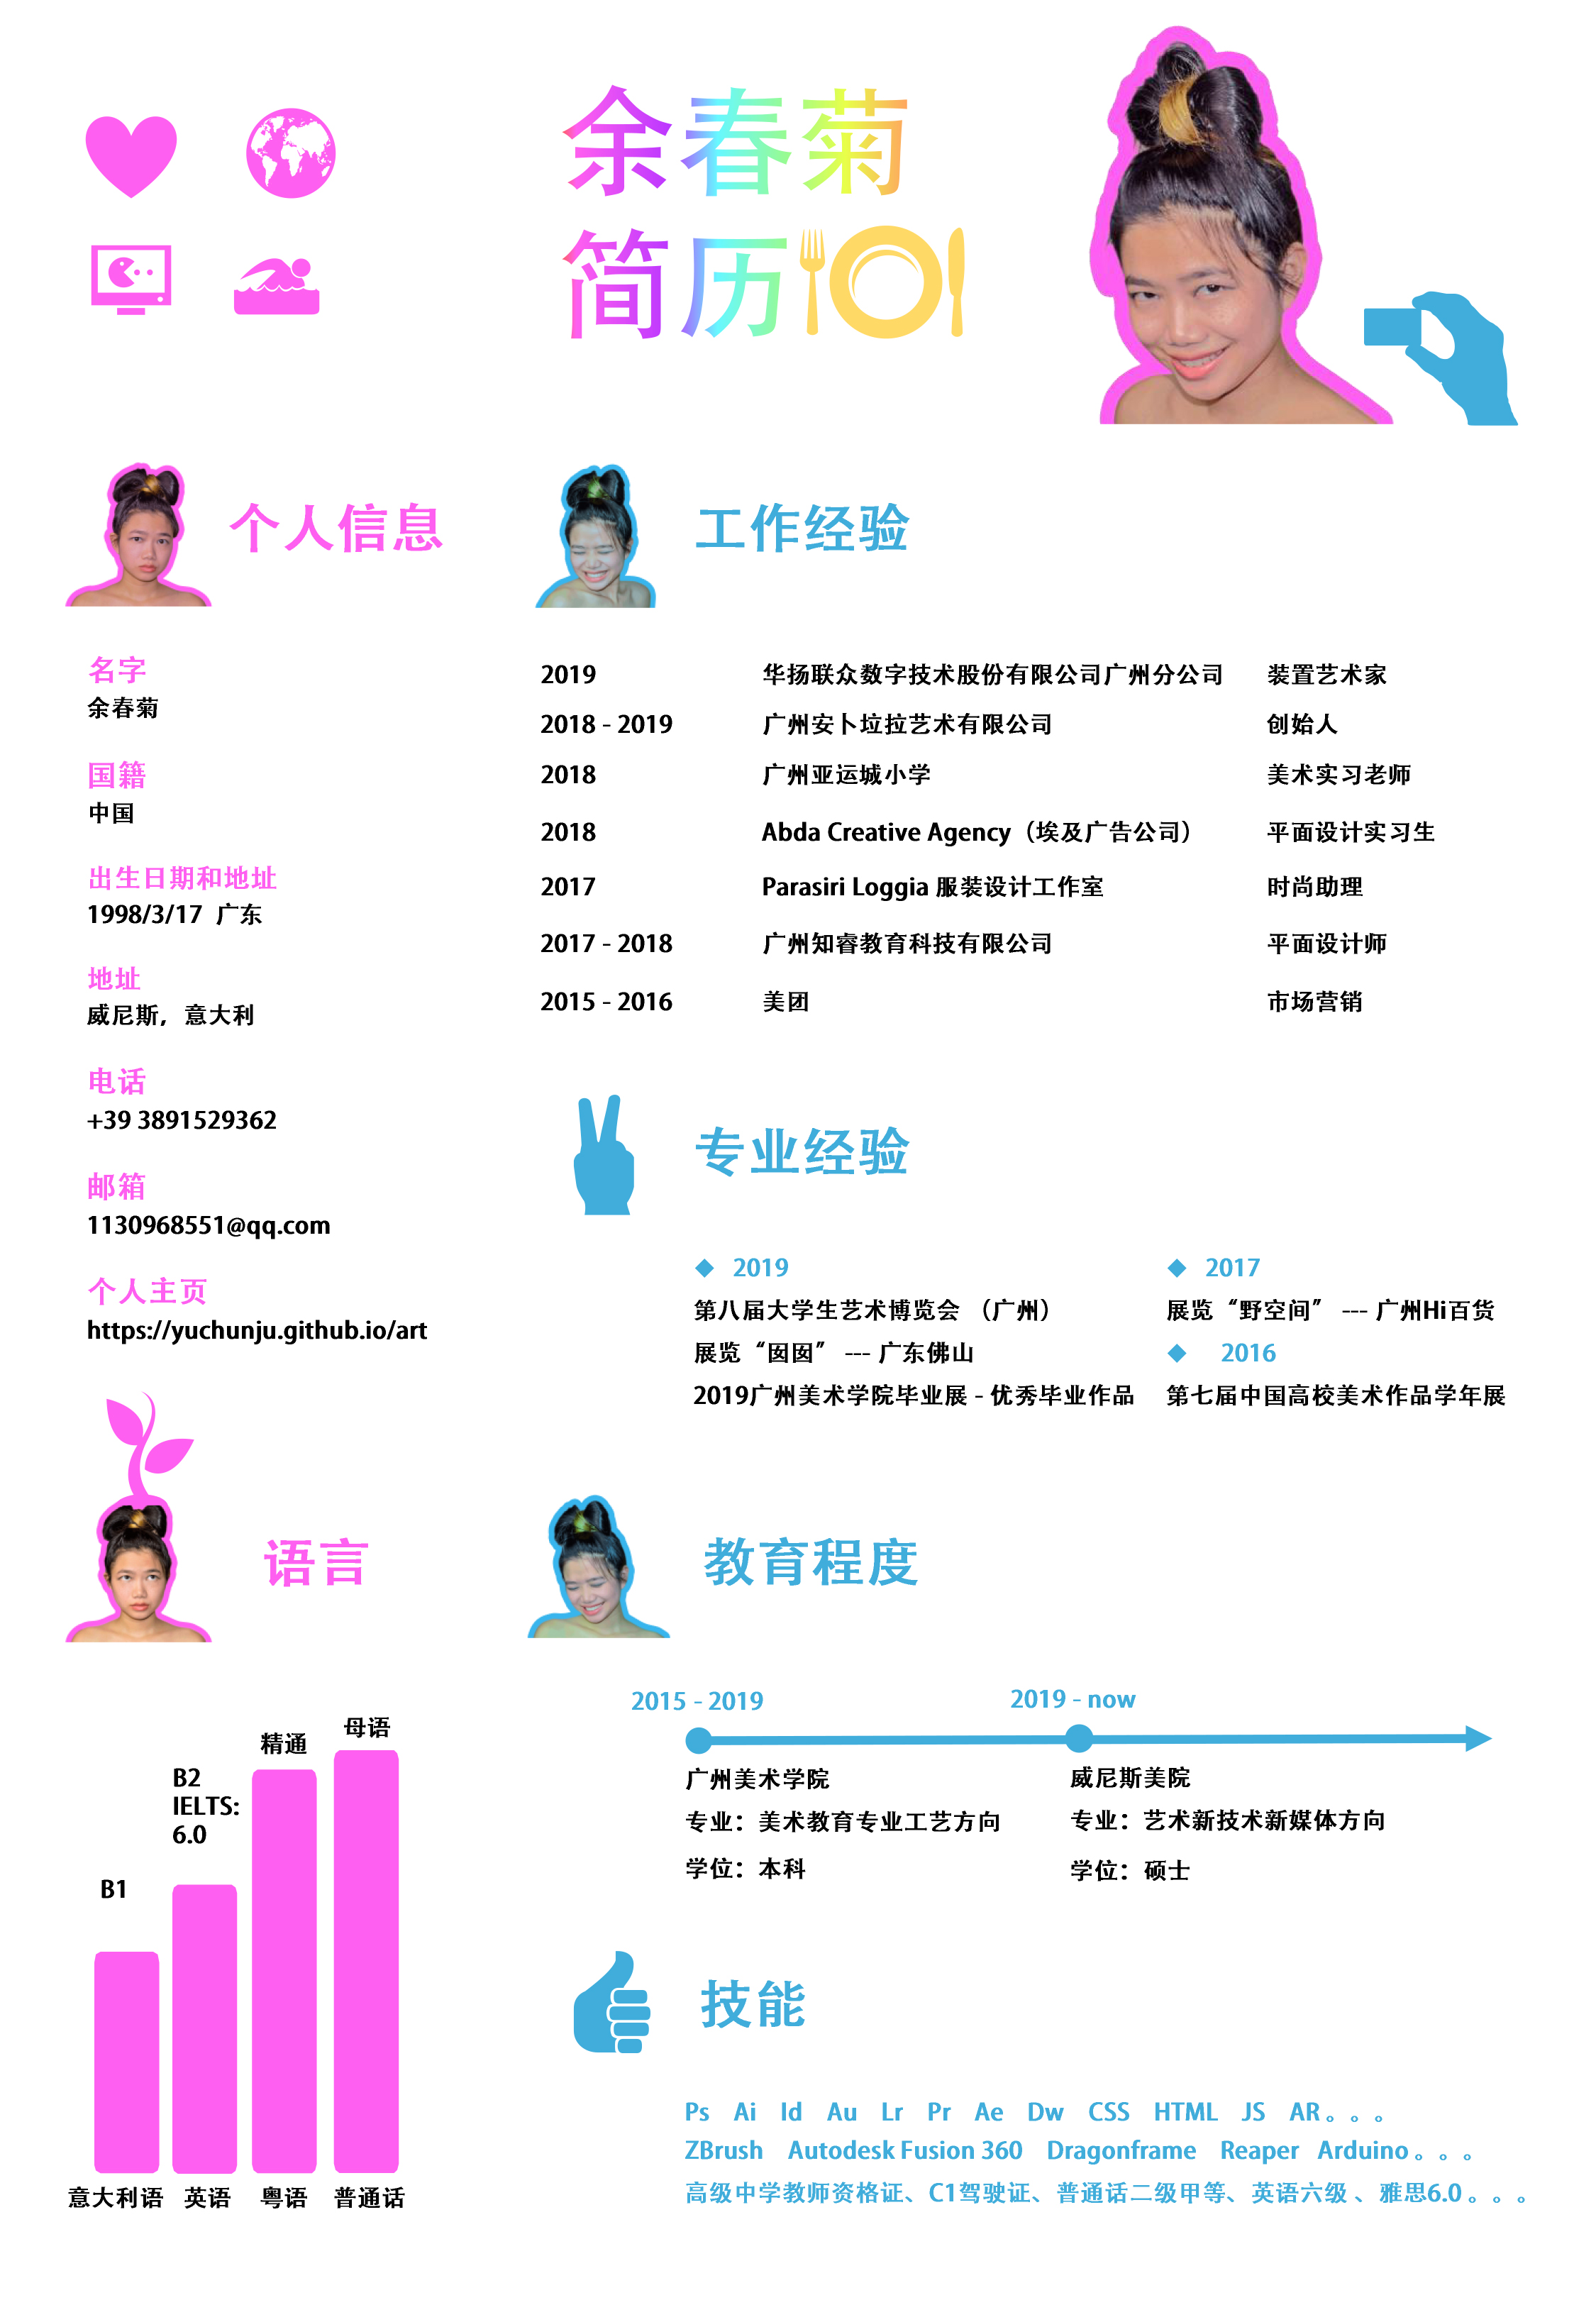 余春菊
简历
个人信息
名字
余春菊
国籍
中国
出生日期和地址
1998/3/17 广东
地址
威尼斯，意大利
电话
+39 3891529362
邮箱
1130968551@qq.com
个人主页
https://yuchunju.github.io/art
语言
母语
精通
B2
IELTS:
6.0
B1
意大利语 英语 粤语 普通话
工作经验
2019 华扬联众数字技术股份有限公司广州分公司 装置艺术家
2018 - 2019 广州安卜垃拉艺术有限公司 创始人
2018 广州亚运城小学 美术实习老师
2018 Abda Creative Agency（埃及广告公司） 平面设计实习生
2017 Parasiri Loggia 服装设计工作室 时尚助理
2017 - 2018 广州知睿教育科技有限公司 平面设计师
2015 - 2016 美团 市场营销
专业经验
◆ 2019
第八届大学生艺术博览会 （广州）
展览“囡囡” --- 广东佛山
2019广州美术学院毕业展 - 优秀毕业作品
◆ 2017
展览“野空间” --- 广州Hi百货
◆ 2016
第七届中国高校美术作品学年展
教育程度
2015 - 2019
广州美术学院
专业：美术教育专业工艺方向
学位：本科
2019 - now
威尼斯美院
专业：艺术新技术新媒体方向
学位：硕士
技能
Ps Ai Id Au Lr Pr Ae Dw CSS HTML JS AR。。。
ZBrush Autodesk Fusion 360 Dragonframe Reaper Arduino。。。
高级中学教师资格证、C1驾驶证、普通话二级甲等、英语六级 、雅思6.0。。。